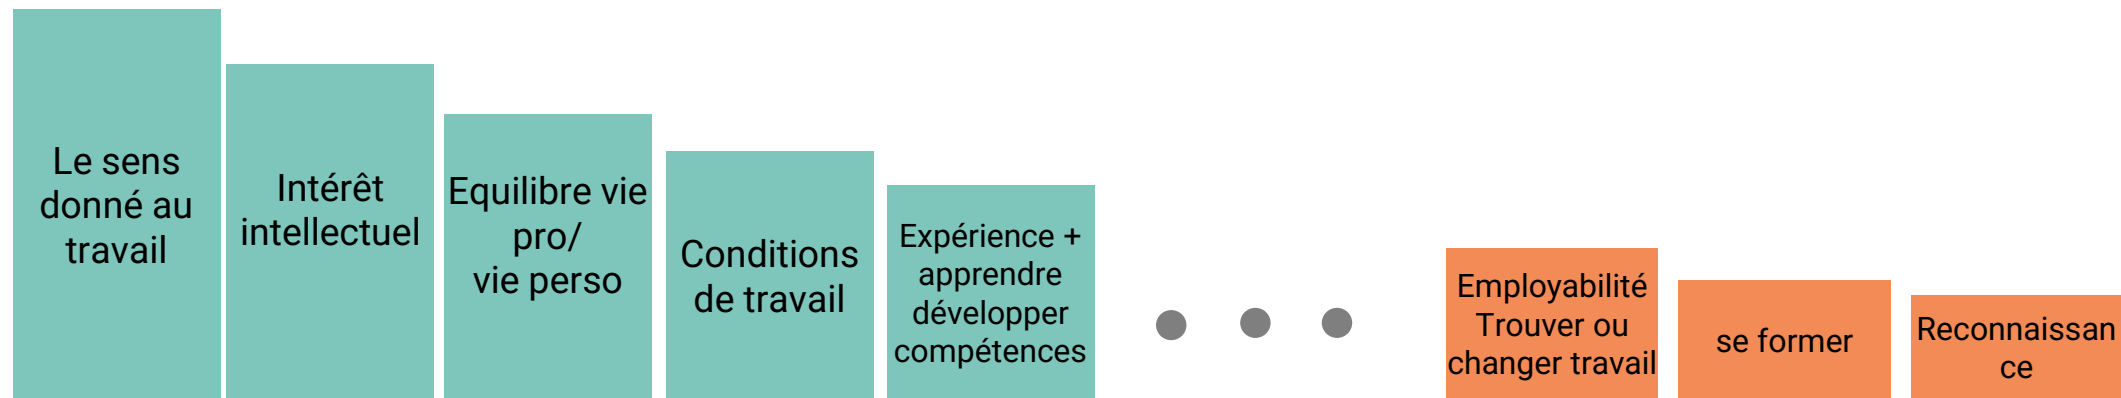 Le sens
donné au
travail
Intérêt
intellectuel
Equilibre vie
pro/
vie perso
Conditions
de travail
Expérience +
apprendre
développer
compétences
Employabilité
Trouver ou
changer travail
se former
Reconnaissan
ce